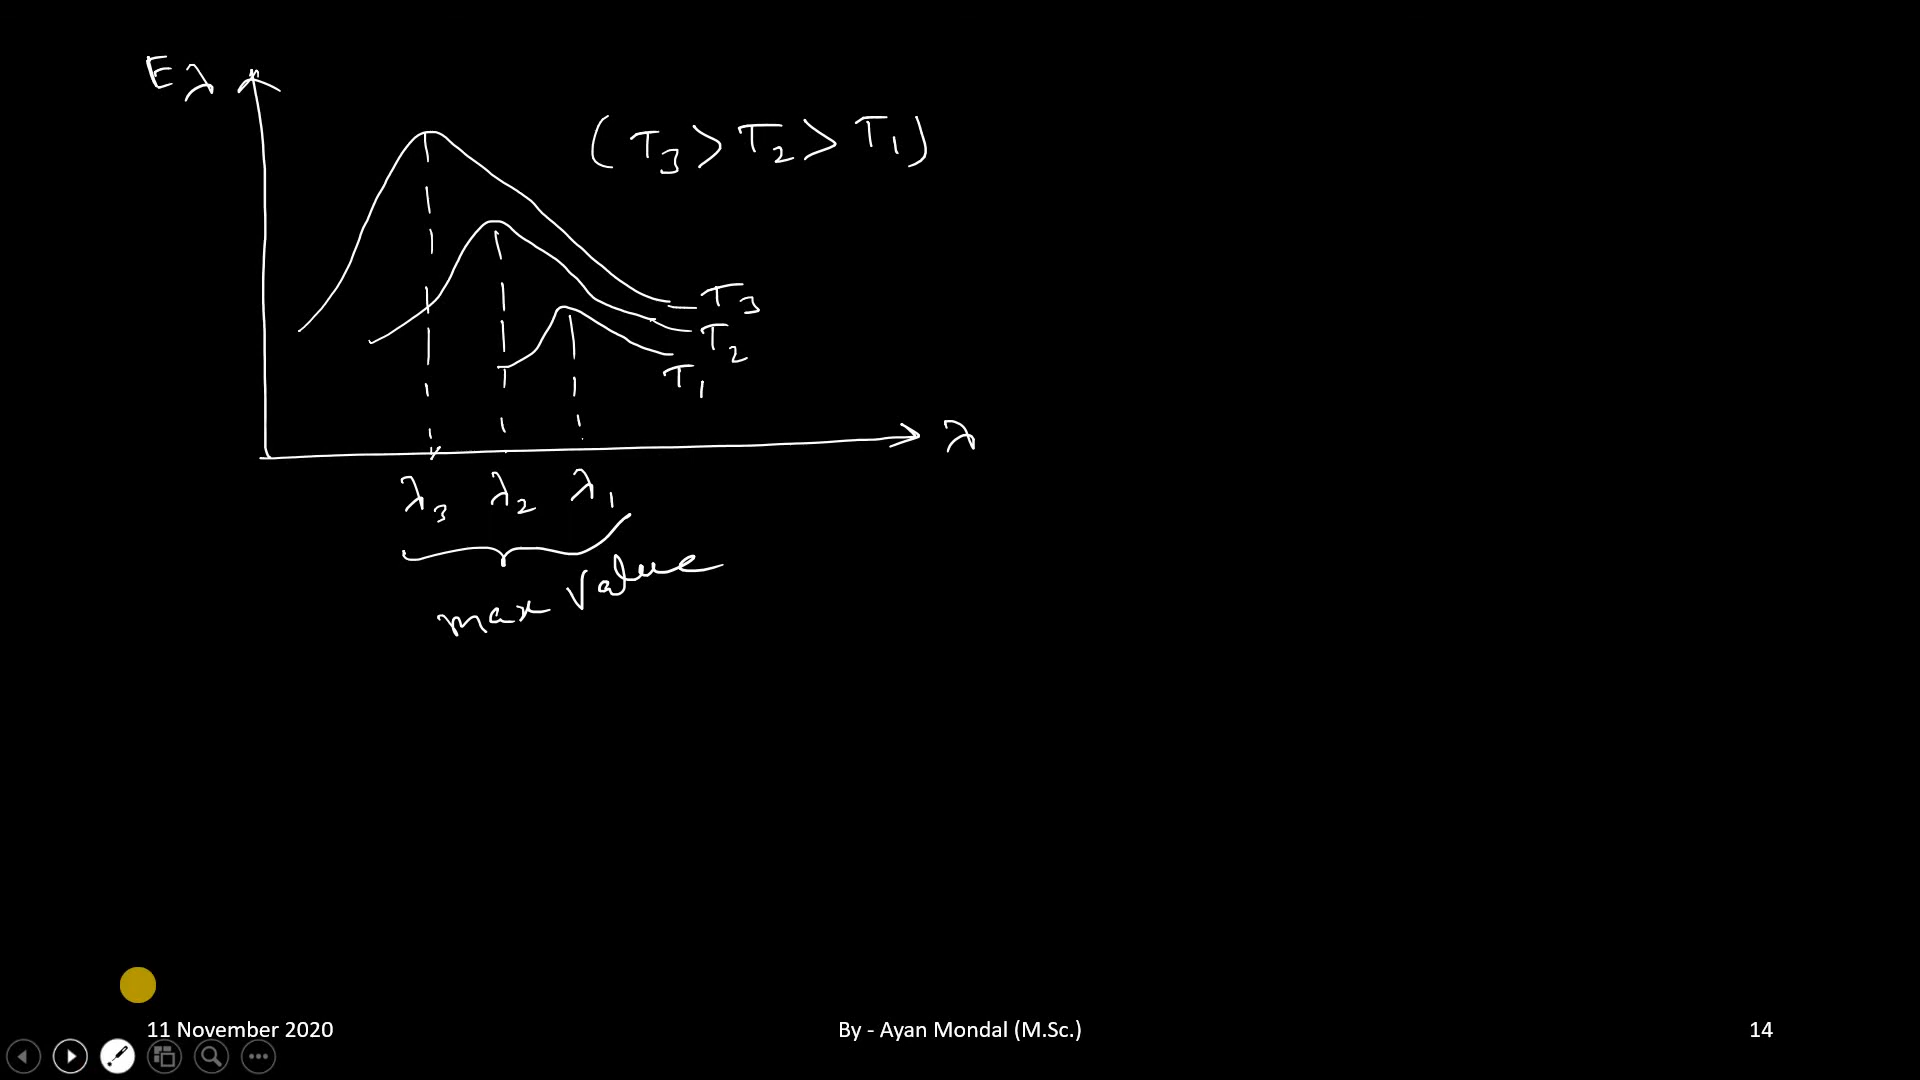 Eλ
(T₃ > T₂ > T₁)
T₃
T₂
T₁
λ
λ₃ λ₂ λ₁
max value
11 November 2020
By - Ayan Mondal (M.Sc.)
14